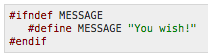 #ifndef MESSAGE
   #define MESSAGE "You wish!"
#endif